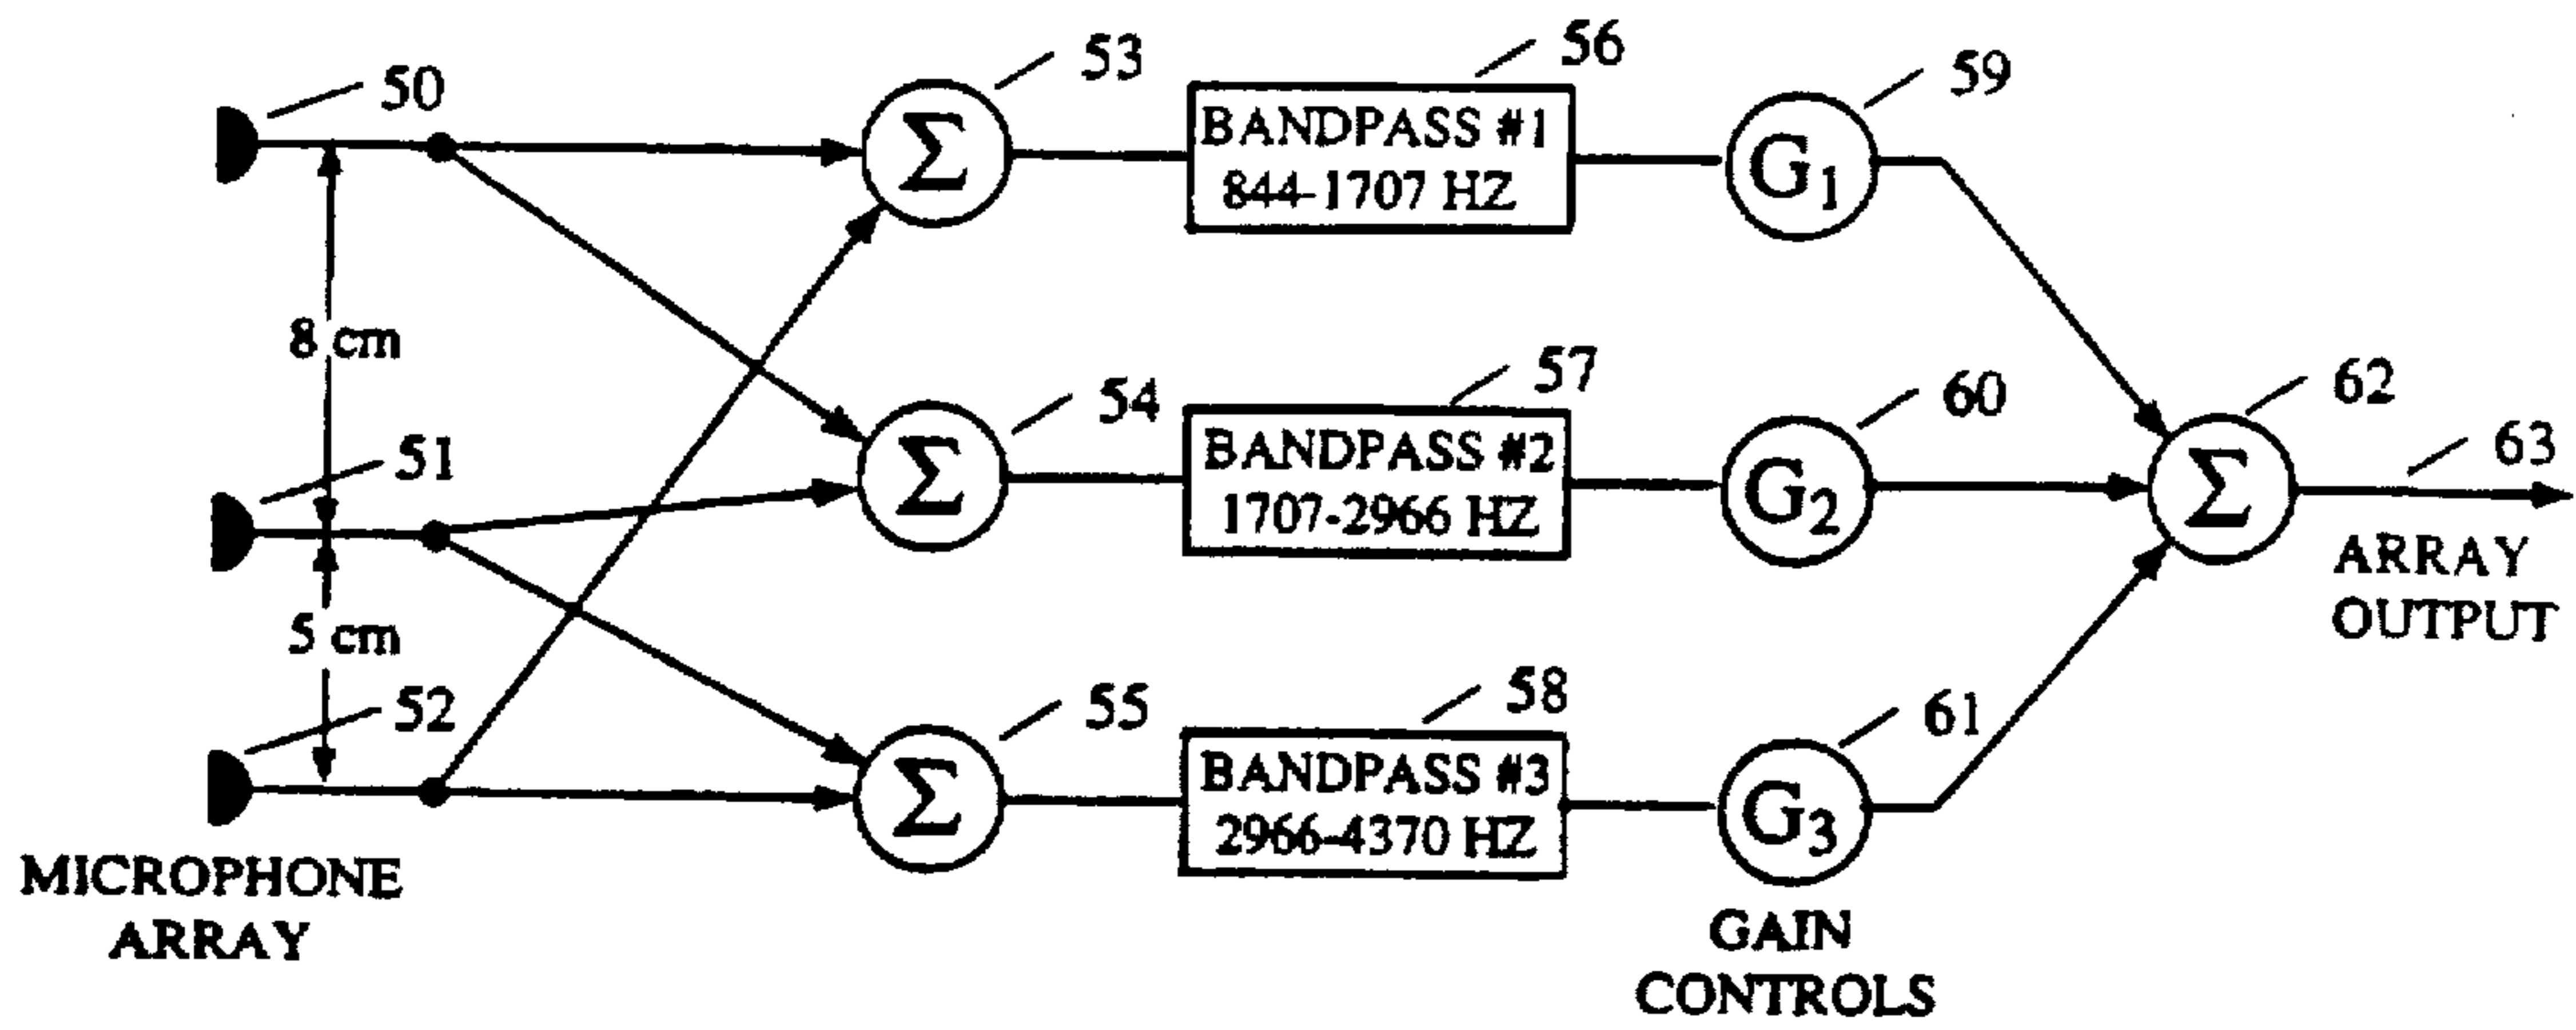 50
53
56
59
Σ
BANDPASS #1
844-1707 HZ
G1
8 cm
51
54
57
60
62
63
Σ
BANDPASS #2
1707-2966 HZ
G2
Σ
ARRAY
OUTPUT
5 cm
52
55
58
61
Σ
BANDPASS #3
2966-4370 HZ
G3
MICROPHONE
ARRAY
GAIN
CONTROLS